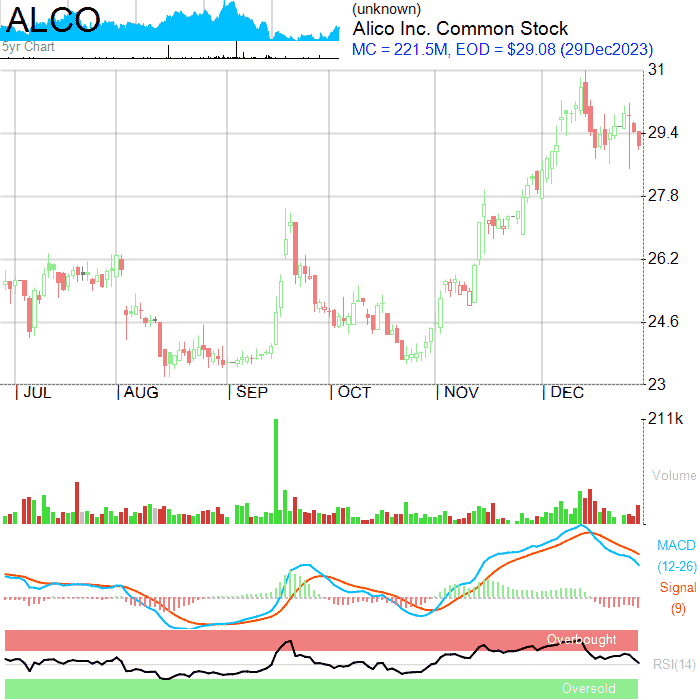 ALCO
5yr Chart
(unknown)
Alico Inc. Common Stock
MC = 221.5M, EOD = $29.08 (29Dec2023)
31
29.4
27.8
26.2
24.6
23
JUL AUG SEP OCT NOV DEC
211k
Volume
MACD
(12-26)
Signal
(9)
Overbought
RSI(14)
Oversold